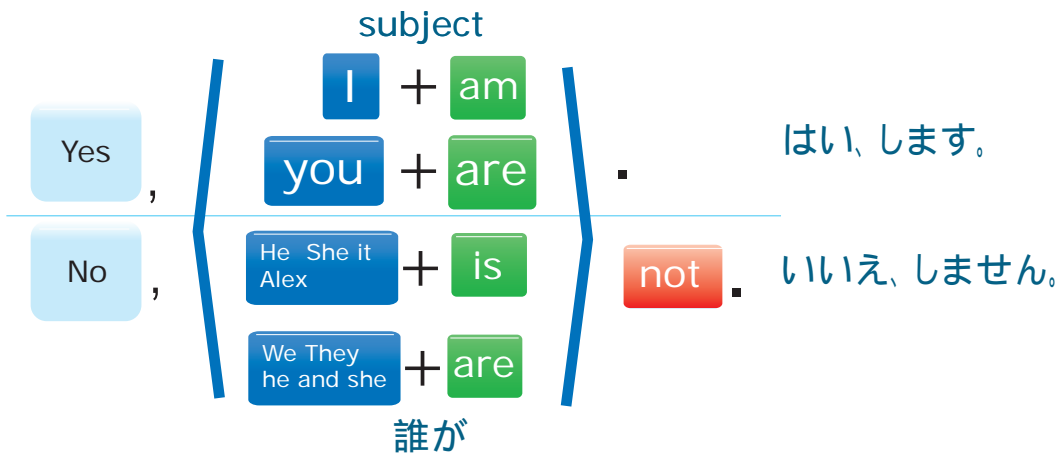 subject
I + am
Yes , you + are . はい、します。
No , He She it
Alex + is not . いいえ、しません。
We They
he and she + are
誰が